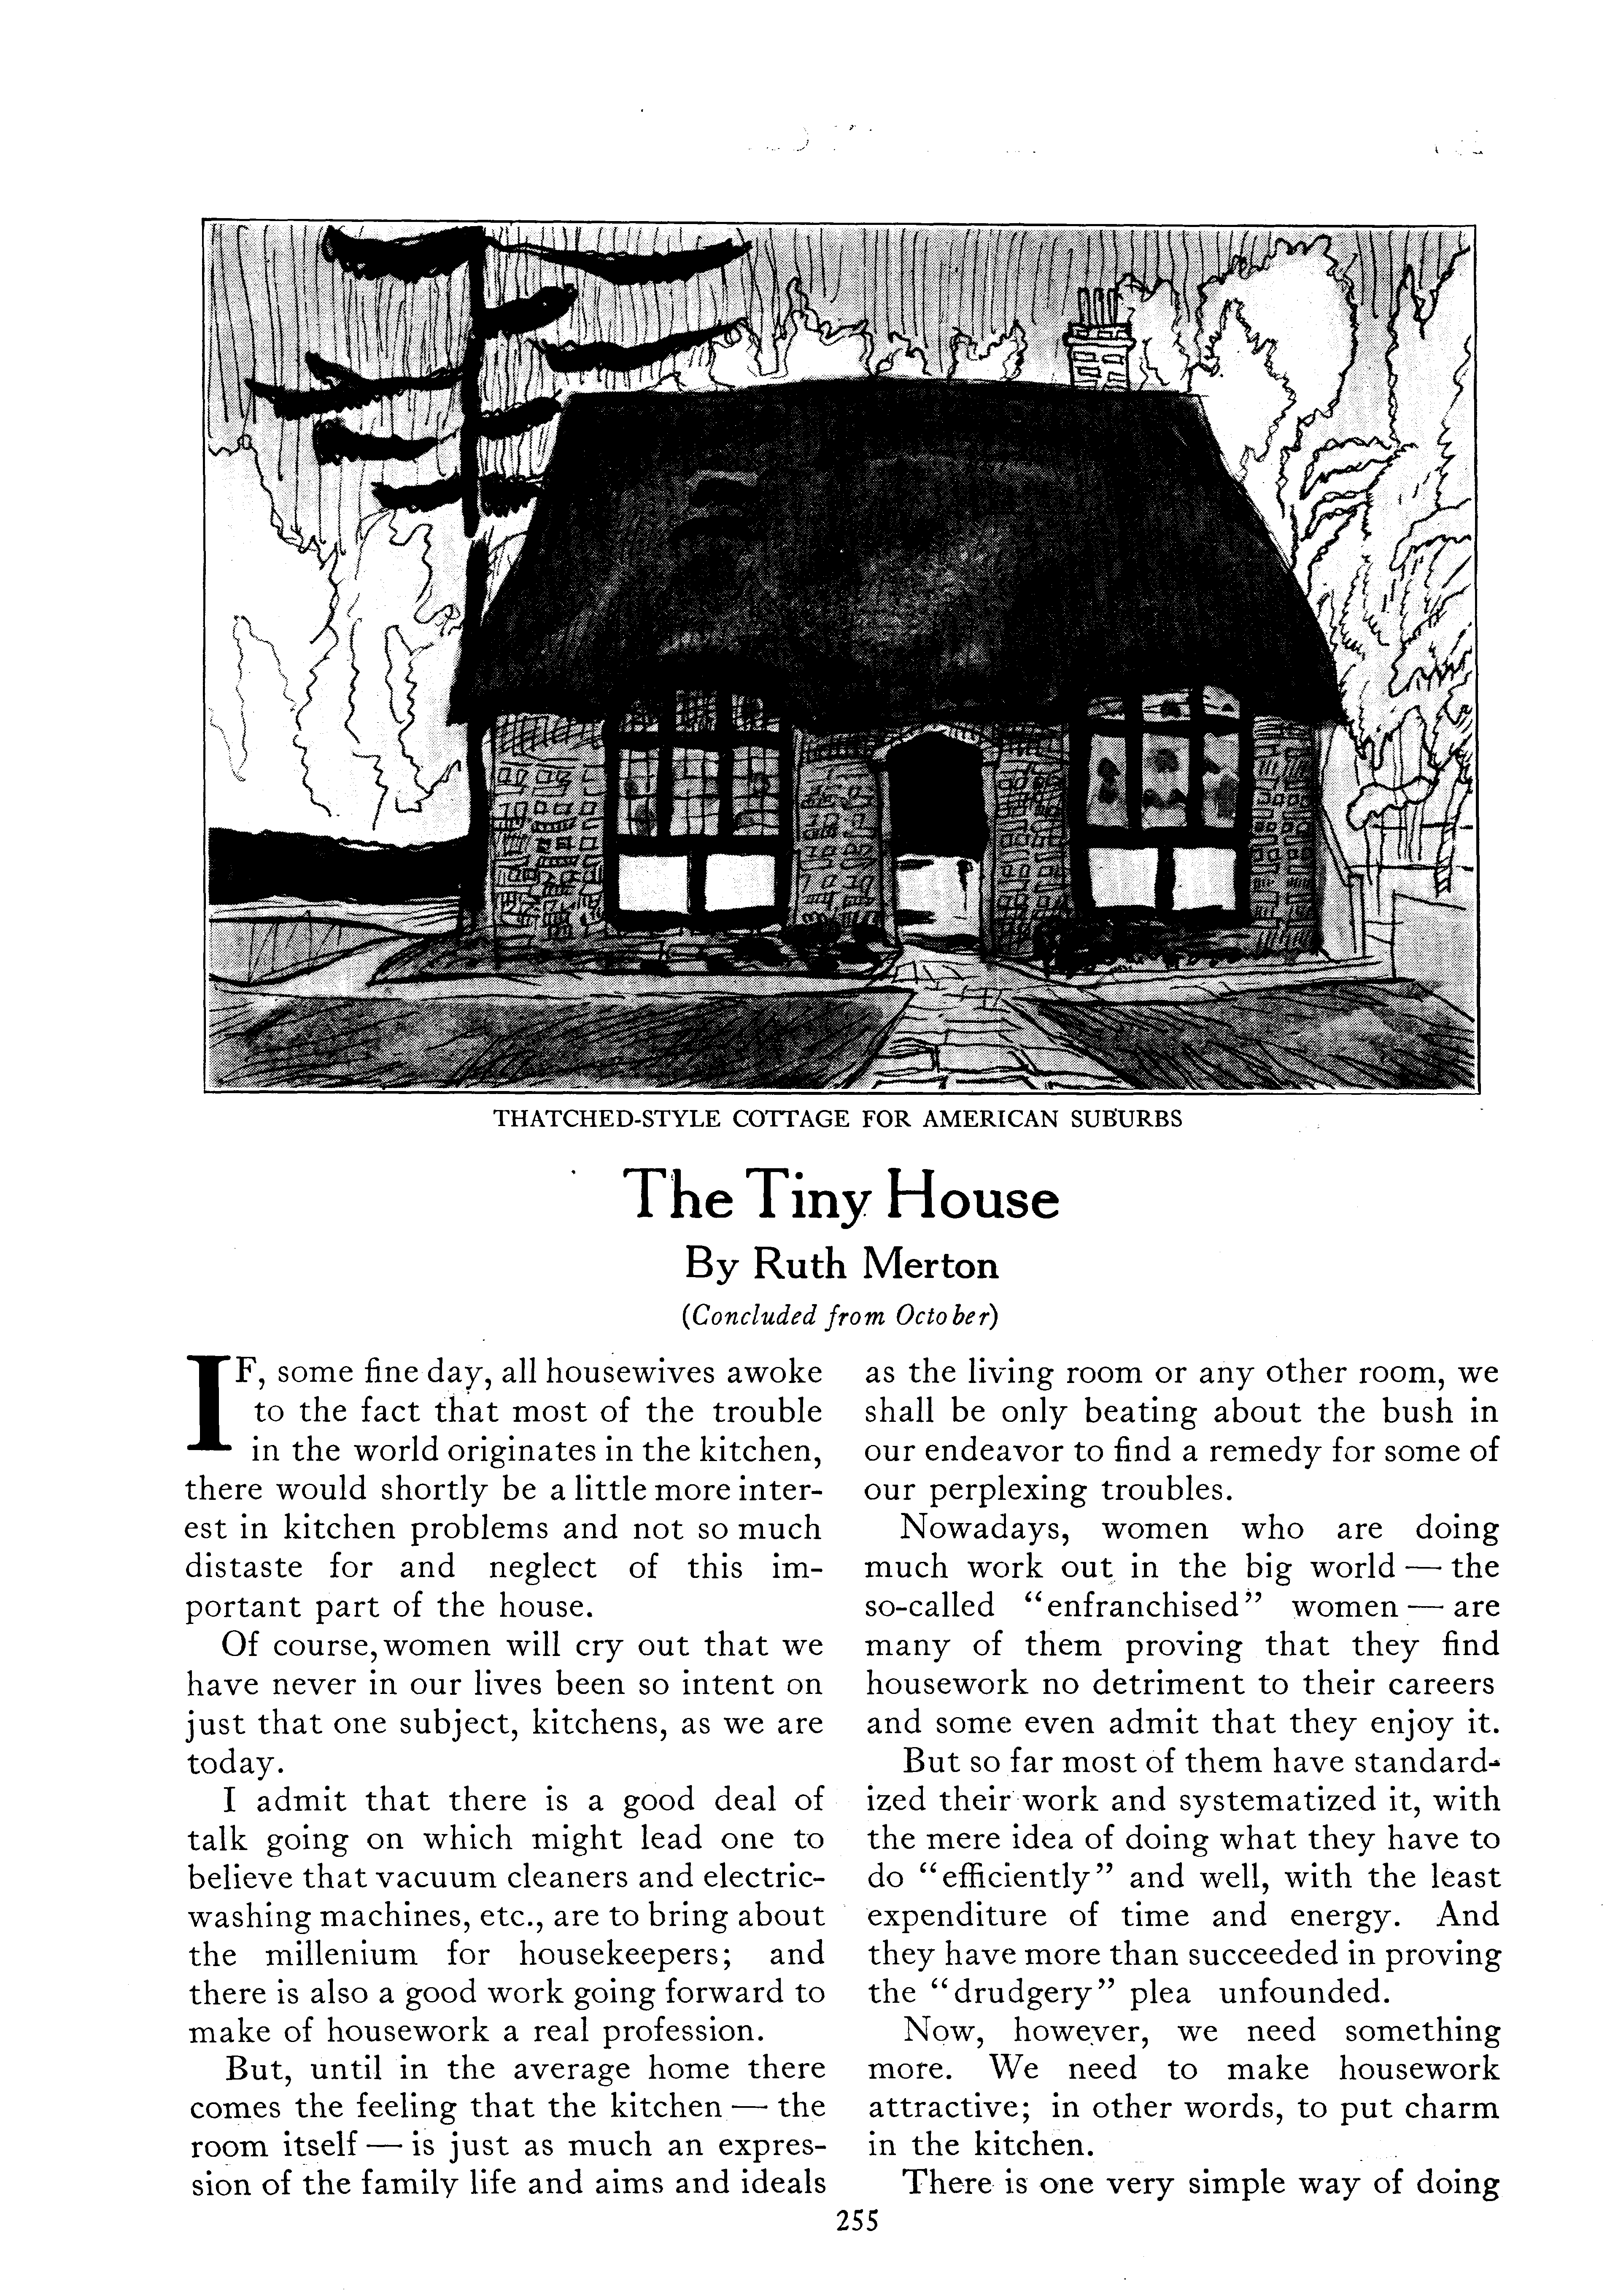 THATCHED-STYLE COTTAGE FOR AMERICAN SUBURBS
The Tiny House
By Ruth Merton
(Concluded from October)
IF, some fine day, all housewives awoke
to the fact that most of the trouble
in the world originates in the kitchen,
there would shortly be a little more inter-
est in kitchen problems and not so much
distaste for and neglect of this im-
portant part of the house.
Of course, women will cry out that we
have never in our lives been so intent on
just that one subject, kitchens, as we are
today.
I admit that there is a good deal of
talk going on which might lead one to
believe that vacuum cleaners and electric-
washing machines, etc., are to bring about
the millenium for housekeepers; and
there is also a good work going forward to
make of housework a real profession.
But, until in the average home there
comes the feeling that the kitchen — the
room itself — is just as much an expres-
sion of the family life and aims and ideals
as the living room or any other room, we
shall be only beating about the bush in
our endeavor to find a remedy for some of
our perplexing troubles.
Nowadays, women who are doing
much work out in the big world — the
so-called "enfranchised" women — are
many of them proving that they find
housework no detriment to their careers
and some even admit that they enjoy it.
But so far most of them have standard-
ized their work and systematized it, with
the mere idea of doing what they have to
do "efficiently" and well, with the least
expenditure of time and energy. And
they have more than succeeded in proving
the "drudgery" plea unfounded.
Now, however, we need something
more. We need to make housework
attractive; in other words, to put charm
in the kitchen.
There is one very simple way of doing
255